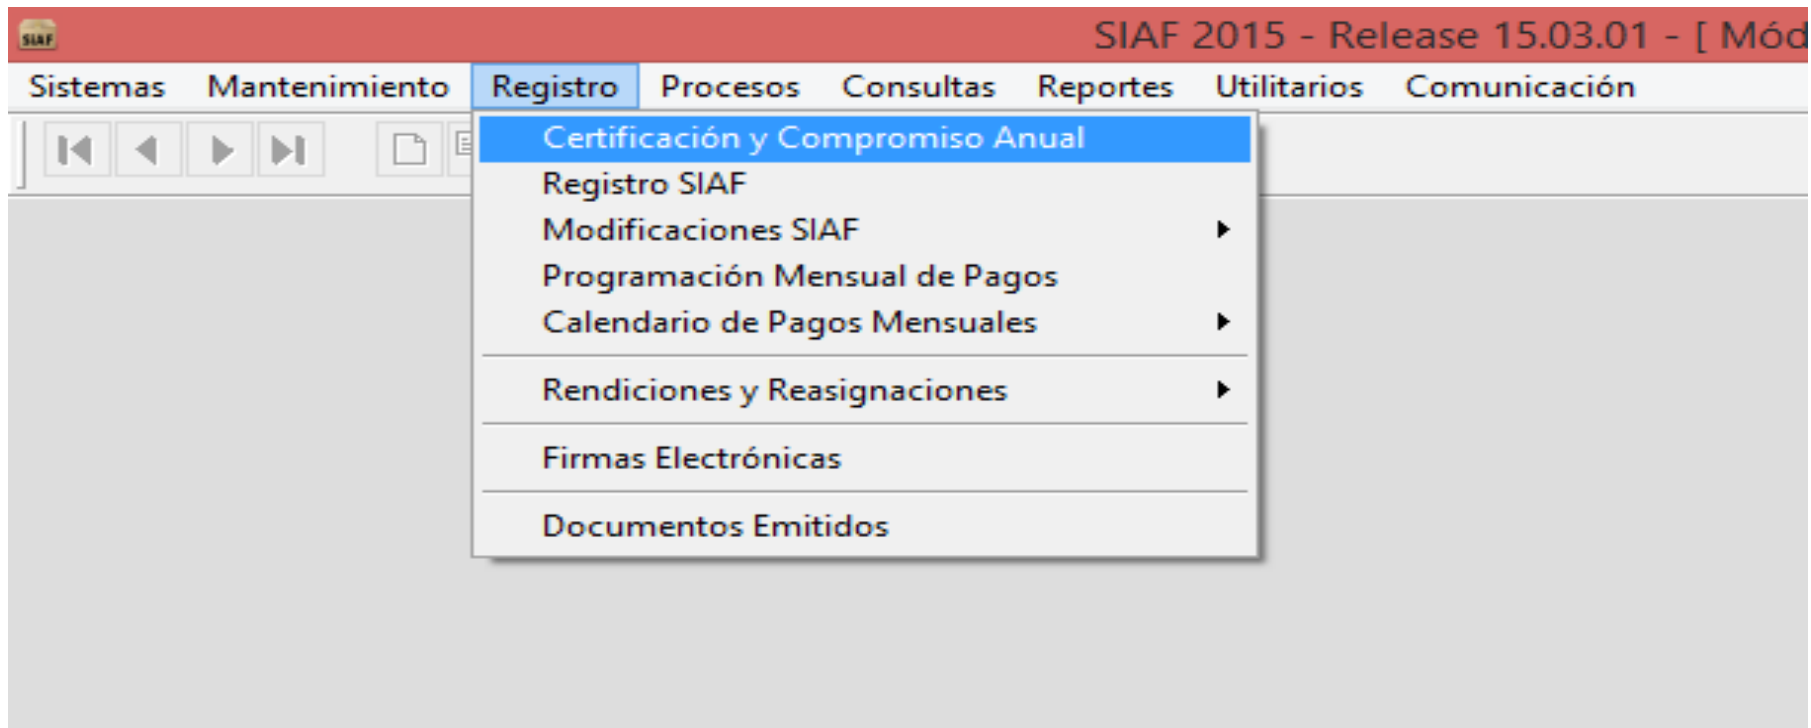 SIAF
SIAF 2015 - Release 15.03.01 - [ Mód
Sistemas Mantenimiento Registro Procesos Consultas Reportes Utilitarios Comunicación
Certificación y Compromiso Anual
Registro SIAF
Modificaciones SIAF
Programación Mensual de Pagos
Calendario de Pagos Mensuales
Rendiciones y Reasignaciones
Firmas Electrónicas
Documentos Emitidos